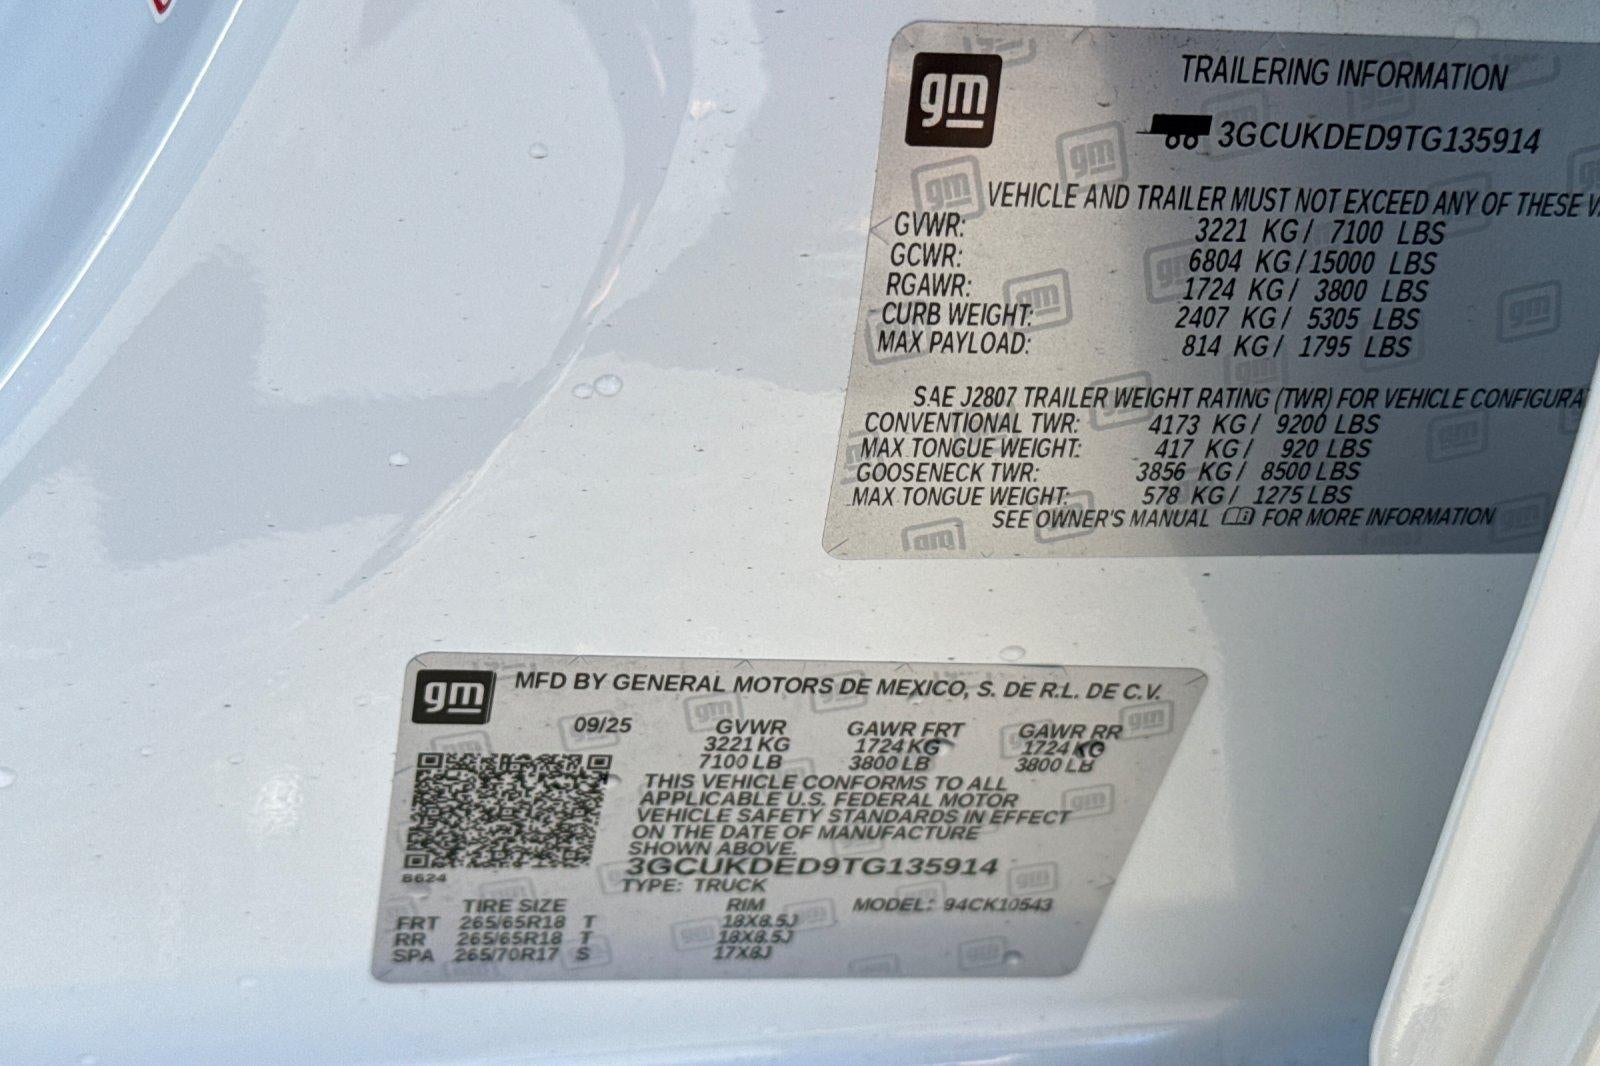 gm
TRAILERING INFORMATION
3GCUKDED9TG135914
VEHICLE AND TRAILER MUST NOT EXCEED ANY OF THESE
GVWR: 3221 KG/ 7100 LBS
GCWR: 6804 KG/15000 LBS
RGAWR: 1724 KG/ 3800 LBS
CURB WEIGHT: 2407 KG/ 5305 LBS
MAX PAYLOAD: 814 KG/ 1795 LBS
SAE J2807 TRAILER WEIGHT RATING (TWR) FOR VEHICLE
CONVENTIONAL TWR: 4173 KG/ 9200 LBS
MAX TONGUE WEIGHT: 417 KG/ 920 LBS
GOOSENECK TWR: 3856 KG/ 8500 LBS
MAX TONGUE WEIGHT: 578 KG/ 1275 LBS
SEE OWNER'S MANUAL FOR MORE INFORMATION
gm
MFD BY GENERAL MOTORS DE MEXICO, S. DE R.L. DE C.V.
09/25 GVWR GAWR FRT GAWR RR
3221 KG 1724 KG 1724 KG
7100 LB 3800 LB 3800 LB
THIS VEHICLE CONFORMS TO ALL
APPLICABLE U.S. FEDERAL MOTOR
VEHICLE SAFETY STANDARDS IN EFFECT
ON THE DATE OF MANUFACTURE
SHOWN ABOVE.
3GCUKDED9TG135914
8624
TYPE: TRUCK
TIRE SIZE RIM MODEL: 94CK10543
FRT 265/65R18 T 18X8.5J
RR 265/65R18 T 18X8.5J
SPA 265/70R17 S 17X8J